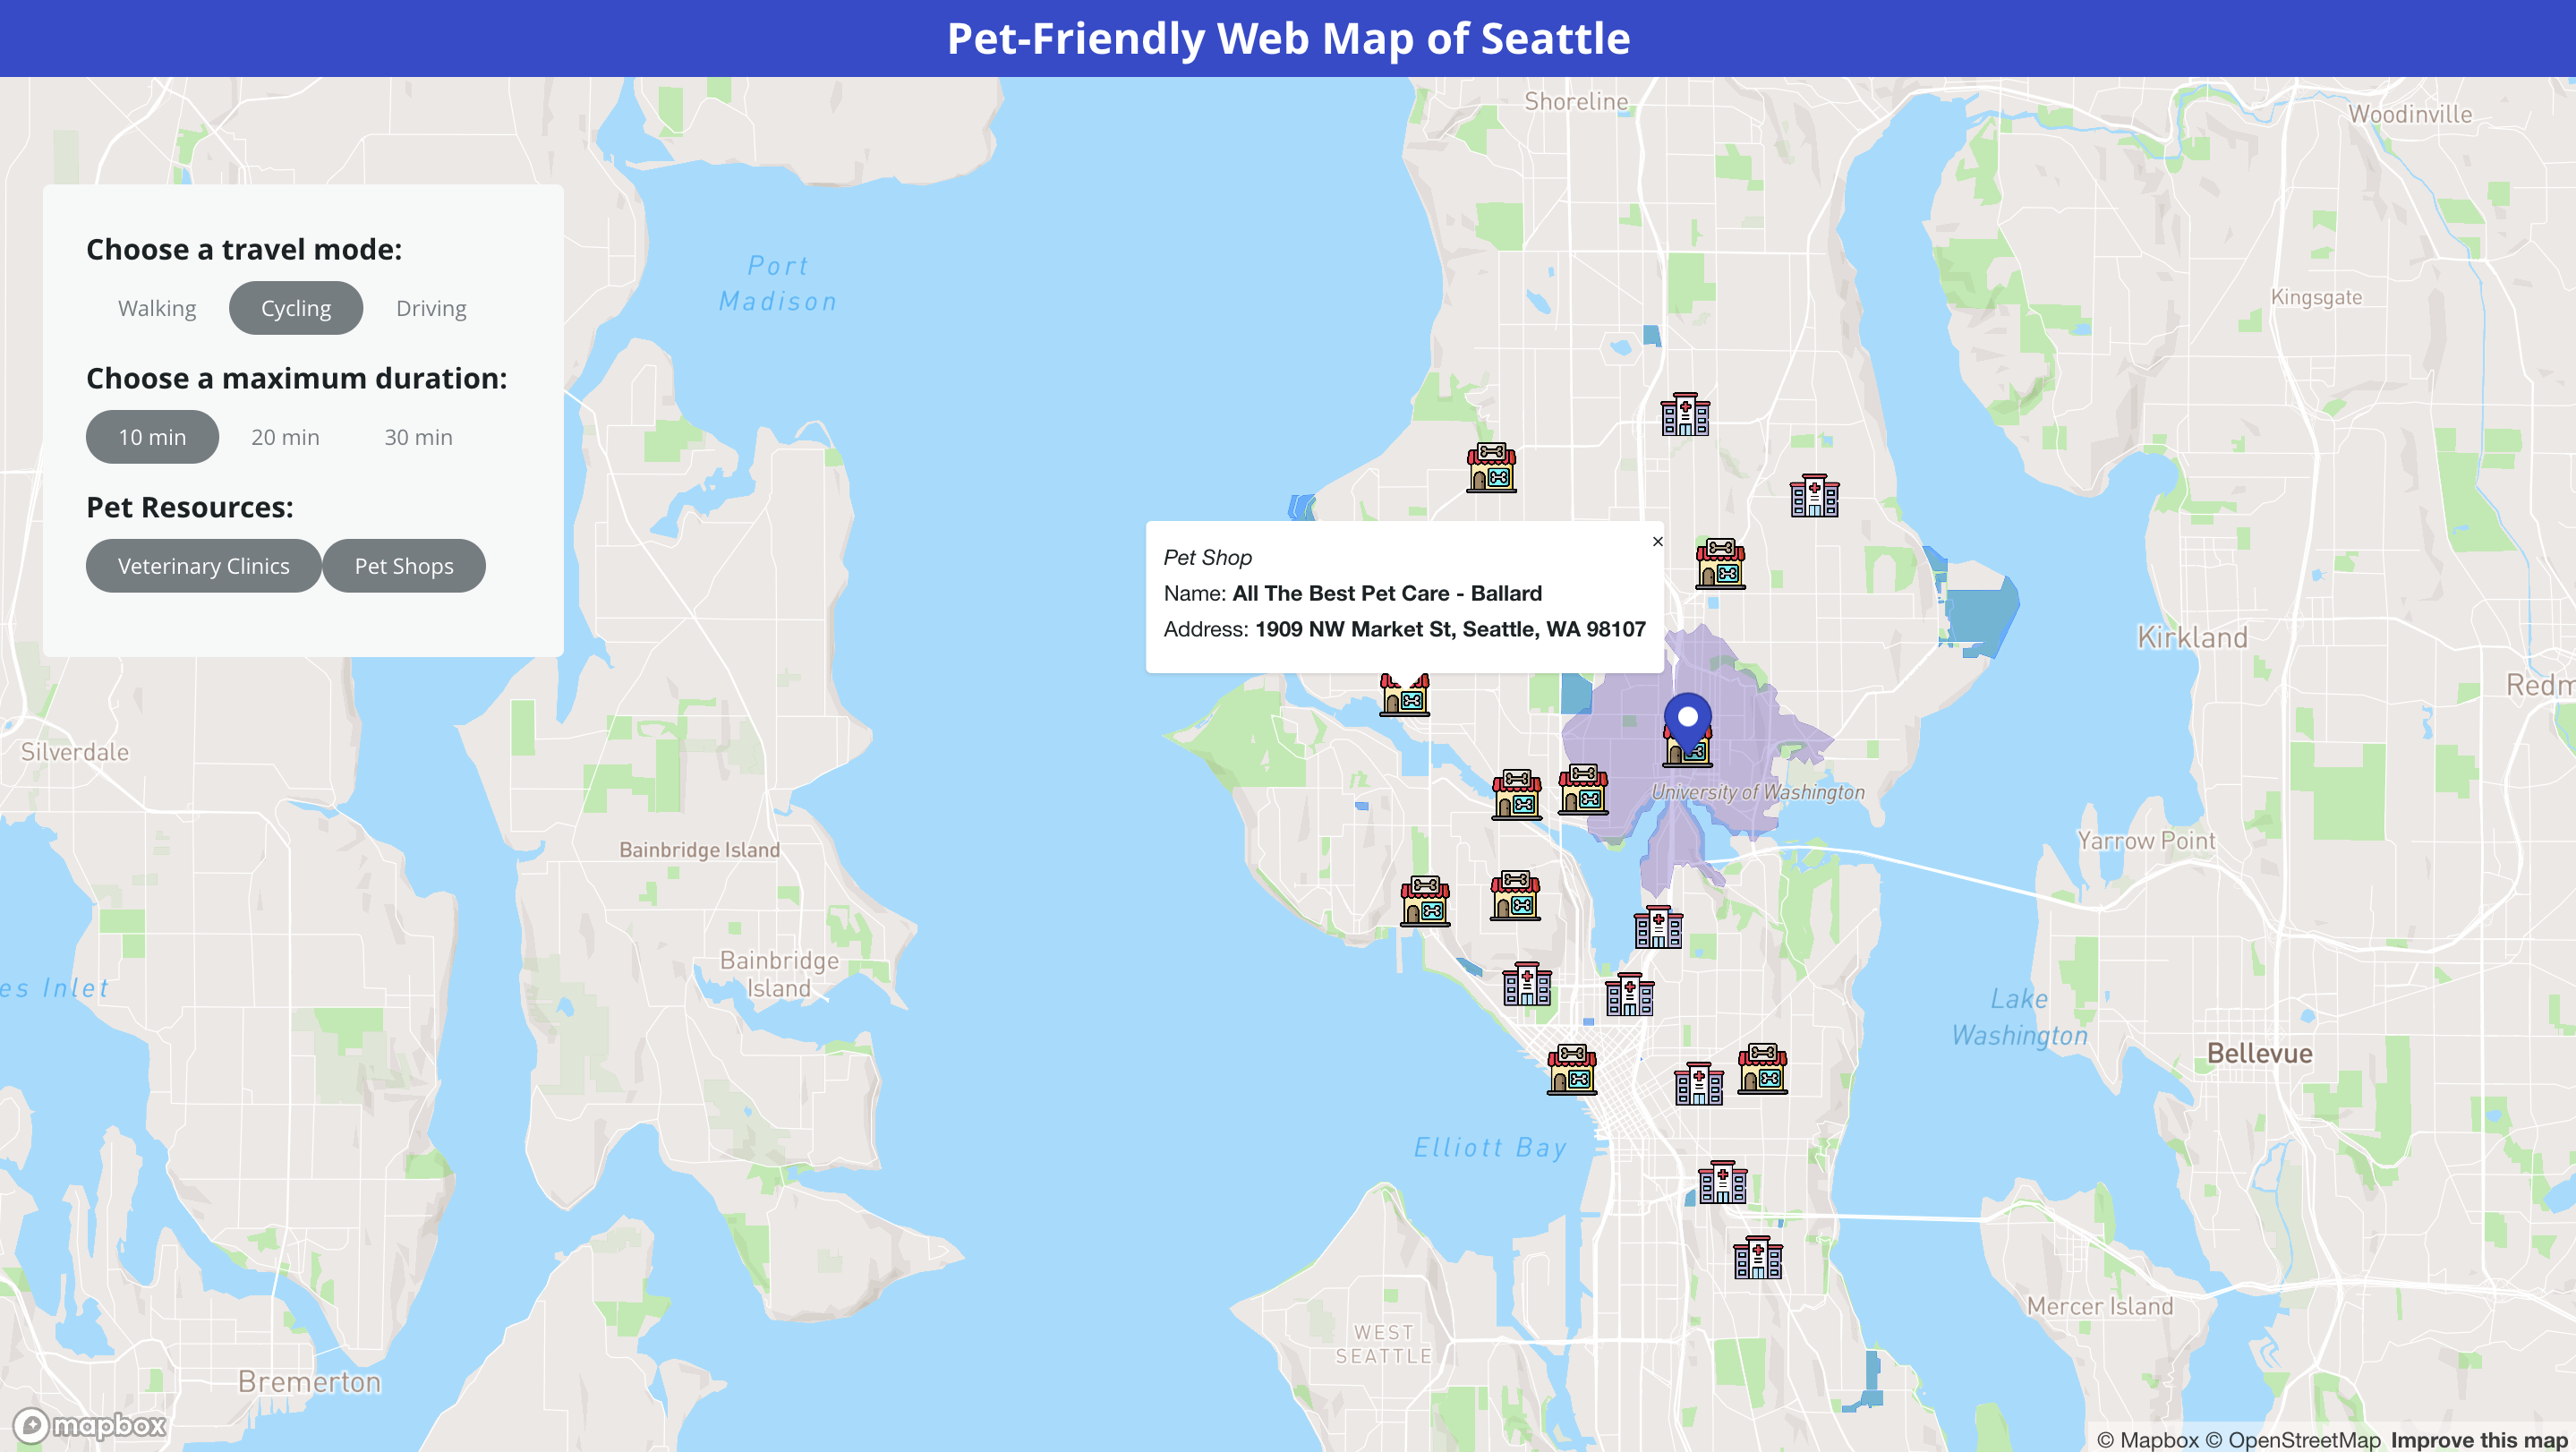 Pet-Friendly Web Map of Seattle
Shoreline
Woodinville
Choose a travel mode:
Walking Cycling Driving
Port
Madison
Kingsgate
Choose a maximum duration:
10 min 20 min 30 min
Pet Resources:
Veterinary Clinics Pet Shops
×
Pet Shop
Name: All The Best Pet Care - Ballard
Address: 1909 NW Market St, Seattle, WA 98107
Kirkland
Redm
Silverdale
University of Washington
Yarrow Point
Bainbridge Island
Bainbridge
Island
es Inlet
Lake
Washington
Bellevue
Elliott Bay
Mercer Island
WEST
SEATTLE
Bremerton
mapbox
© Mapbox © OpenStreetMap Improve this map